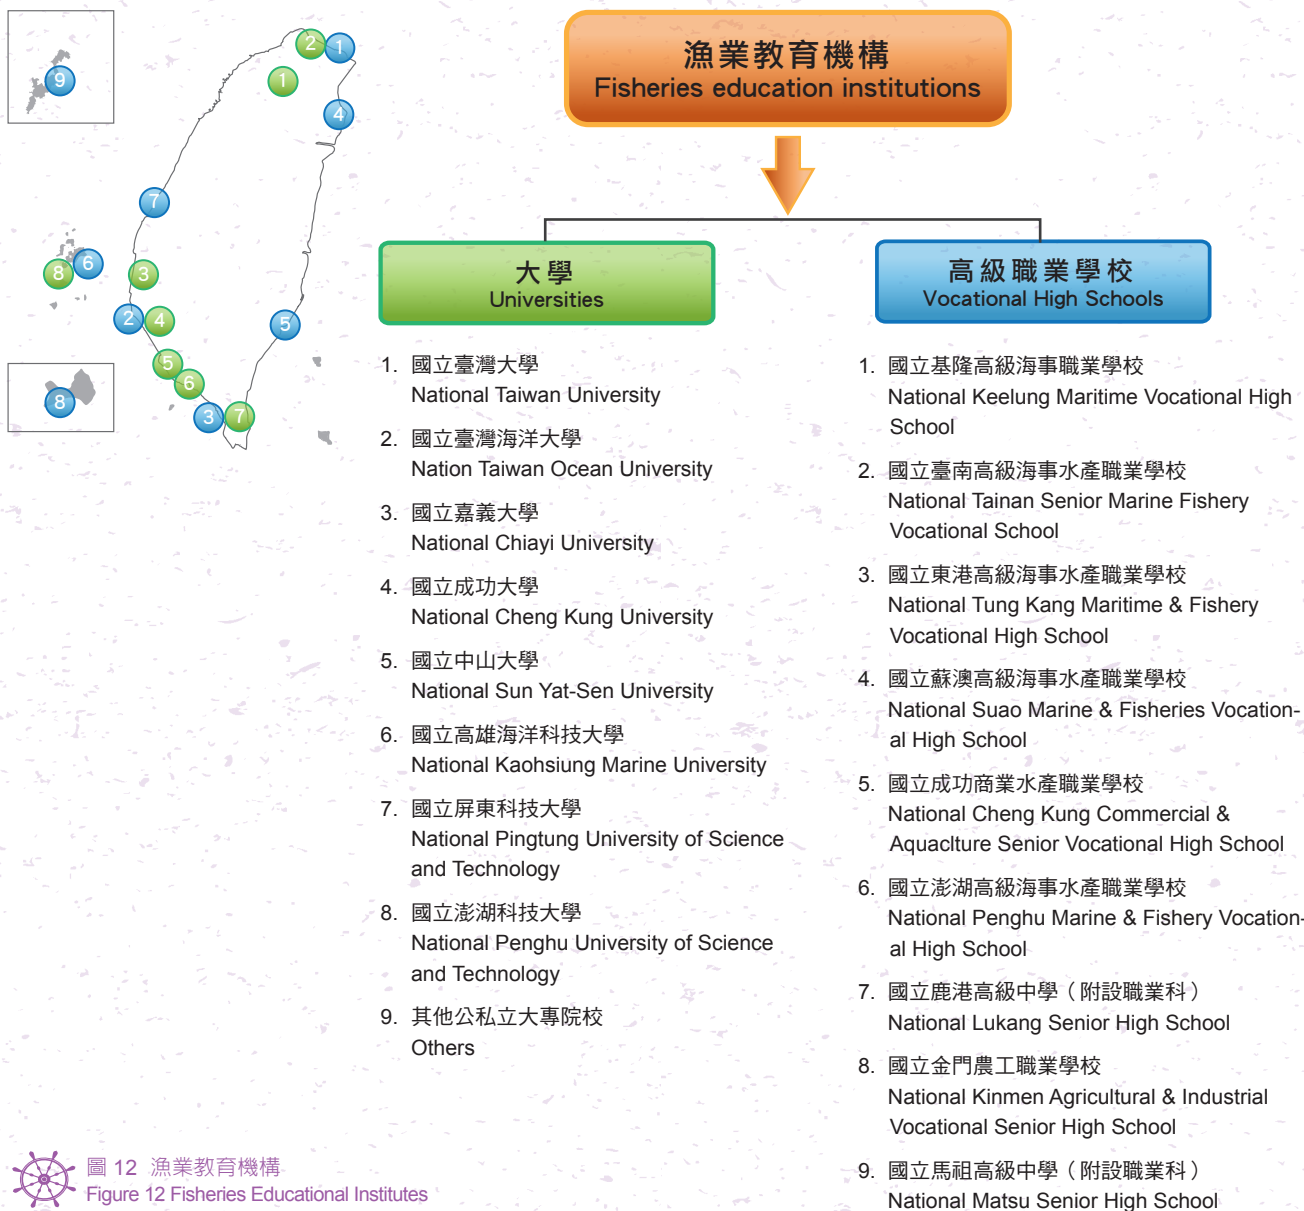 9
2
1
1
4
7
8
6
3
2
4
5
5
6
8
3
7
漁業教育機構
Fisheries education institutions
大學
Universities
1. 國立臺灣大學
National Taiwan University
2. 國立臺灣海洋大學
Nation Taiwan Ocean University
3. 國立嘉義大學
National Chiayi University
4. 國立成功大學
National Cheng Kung University
5. 國立中山大學
National Sun Yat-Sen University
6. 國立高雄海洋科技大學
National Kaohsiung Marine University
7. 國立屏東科技大學
National Pingtung University of Science
and Technology
8. 國立澎湖科技大學
National Penghu University of Science
and Technology
9. 其他公私立大專院校
Others
高級職業學校
Vocational High Schools
1. 國立基隆高級海事職業學校
National Keelung Maritime Vocational High
School
2. 國立臺南高級海事水產職業學校
National Tainan Senior Marine Fishery
Vocational School
3. 國立東港高級海事水產職業學校
National Tung Kang Maritime & Fishery
Vocational High School
4. 國立蘇澳高級海事水產職業學校
National Suao Marine & Fisheries Vocation-
al High School
5. 國立成功商業水產職業學校
National Cheng Kung Commercial &
Aquaclture Senior Vocational High School
6. 國立澎湖高級海事水產職業學校
National Penghu Marine & Fishery Vocation-
al High School
7. 國立鹿港高級中學（附設職業科）
National Lukang Senior High School
8. 國立金門農工職業學校
National Kinmen Agricultural & Industrial
Vocational Senior High School
9. 國立馬祖高級中學（附設職業科）
National Matsu Senior High School
圖 12 漁業教育機構
Figure 12 Fisheries Educational Institutes